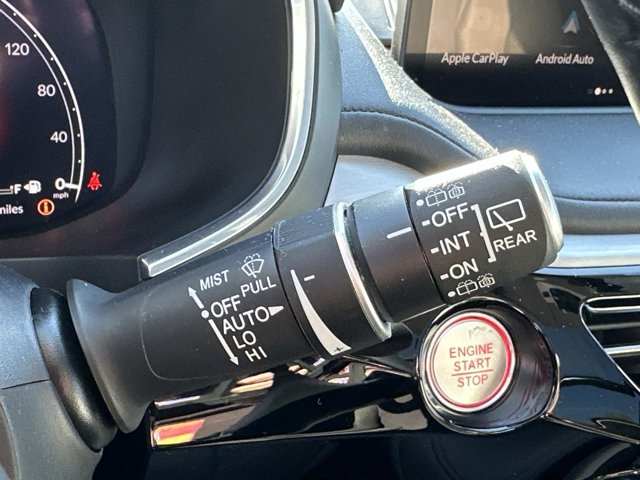 120
80
40
0
mph
F
miles
Apple CarPlay
Android Auto
MIST
PULL
OFF
AUTO
LO
HI
OFF
INT
ON
REAR
ENGINE
START
STOP